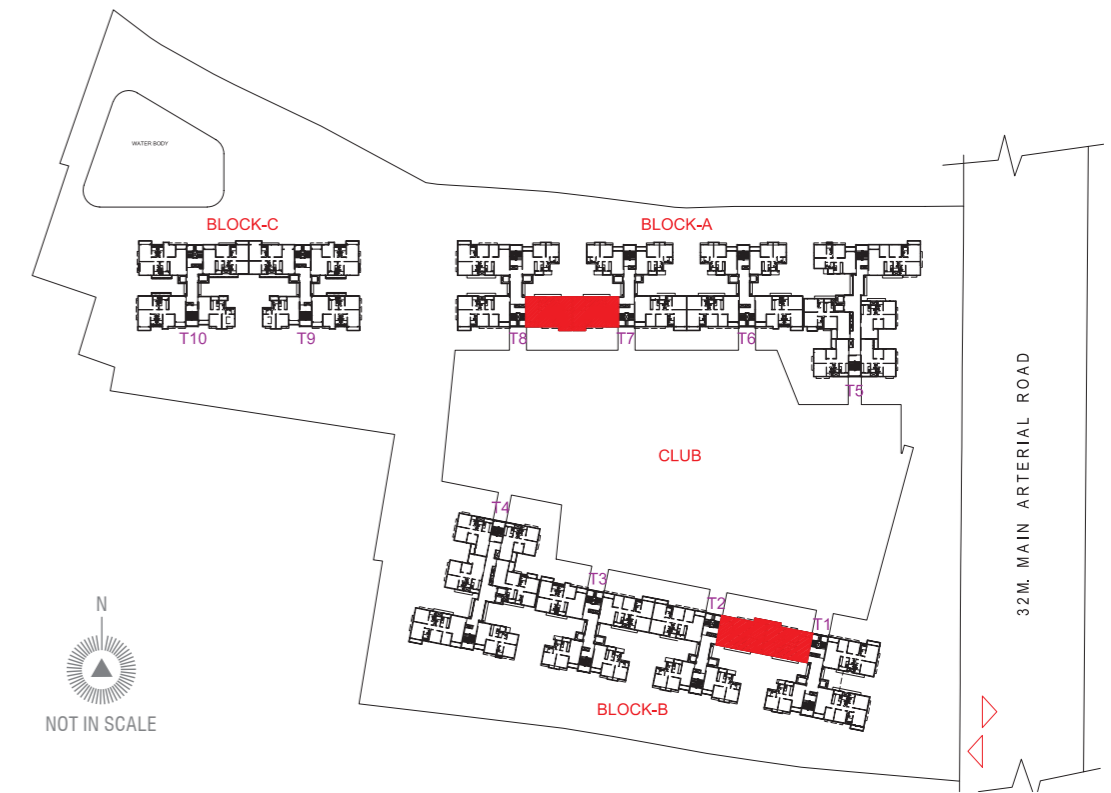 WATER BODY
BLOCK-C
BLOCK-A
T10
T9
T8
T7
T6
T5
32M. MAIN ARTERIAL ROAD
CLUB
T4
T3
T2
T1
N
NOT IN SCALE
BLOCK-B